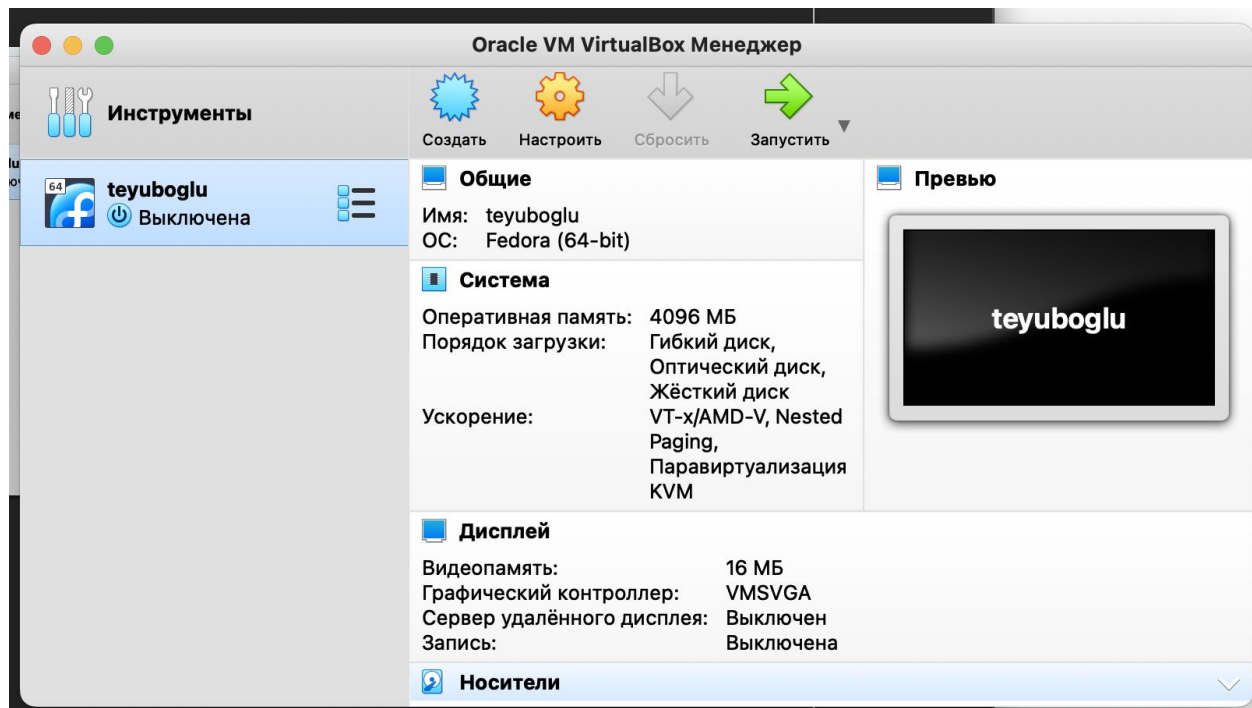 Oracle VM VirtualBox Менеджер
Инструменты
Создать
Настроить
Сбросить
Запустить
64
teyuboglu
Выключена
Общие
Имя: teyuboglu
ОС: Fedora (64-bit)
Превью
teyuboglu
Система
Оперативная память: 4096 МБ
Порядок загрузки: Гибкий диск,
Оптический диск,
Жёсткий диск
Ускорение: VT-x/AMD-V, Nested
Paging,
Паравиртуализация
KVM
Дисплей
Видеопамять: 16 МБ
Графический контроллер: VMSVGA
Сервер удалённого дисплея: Выключен
Запись: Выключена
Носители